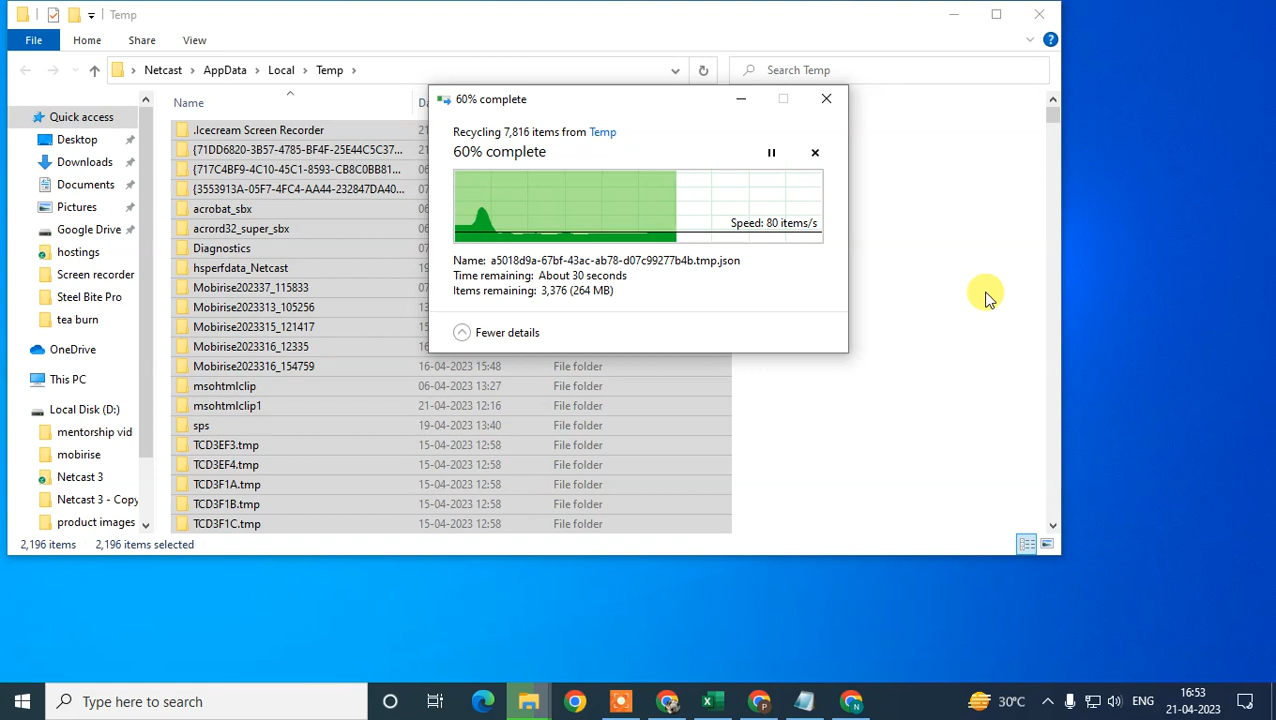 Temp
File
Home
Share
View
Netcast
AppData
Local
Temp
Search Temp
Name
Quick access
Desktop
Downloads
Documents
Pictures
Google Drive
hostings
Screen recorder
Steel Bite Pro
tea burn
OneDrive
This PC
Local Disk (D:)
mentorship vid
mobirise
Netcast 3
Netcast 3 - Copy
product images
.Icecream Screen Recorder
{71DD6820-3B57-4785-BF4F-25E44C5C37...
{717C4BF9-4C10-45C1-8593-CB8C0BB81...
{3553913A-05F7-4FC4-AA44-232847DA40...
acrobat_sbx
acrord32_super_sbx
Diagnostics
hsperfdata_Netcast
Mobirise202337_115833
Mobirise202313_105256
Mobirise202315_121417
Mobirise202316_12335
Mobirise202316_154759 16-04-2023 15:48 File folder
msohtmlclip 06-04-2023 13:27 File folder
msohtmlclip1 21-04-2023 12:16 File folder
sps 19-04-2023 13:40 File folder
TCD3EF3.tmp 15-04-2023 12:58 File folder
TCD3EF4.tmp 15-04-2023 12:58 File folder
TCD3F1A.tmp 15-04-2023 12:58 File folder
TCD3F1B.tmp 15-04-2023 12:58 File folder
TCD3F1C.tmp 15-04-2023 12:58 File folder
60% complete
Recycling 7,816 items from Temp
60% complete
Speed: 80 items/s
Name: a5018d9a-67bf-43ac-ab78-d07c99277b4b.tmp.json
Time remaining: About 30 seconds
Items remaining: 3,376 (264 MB)
Fewer details
2,196 items
2,196 items selected
Type here to search
30°C
ENG
16:53
21-04-2023